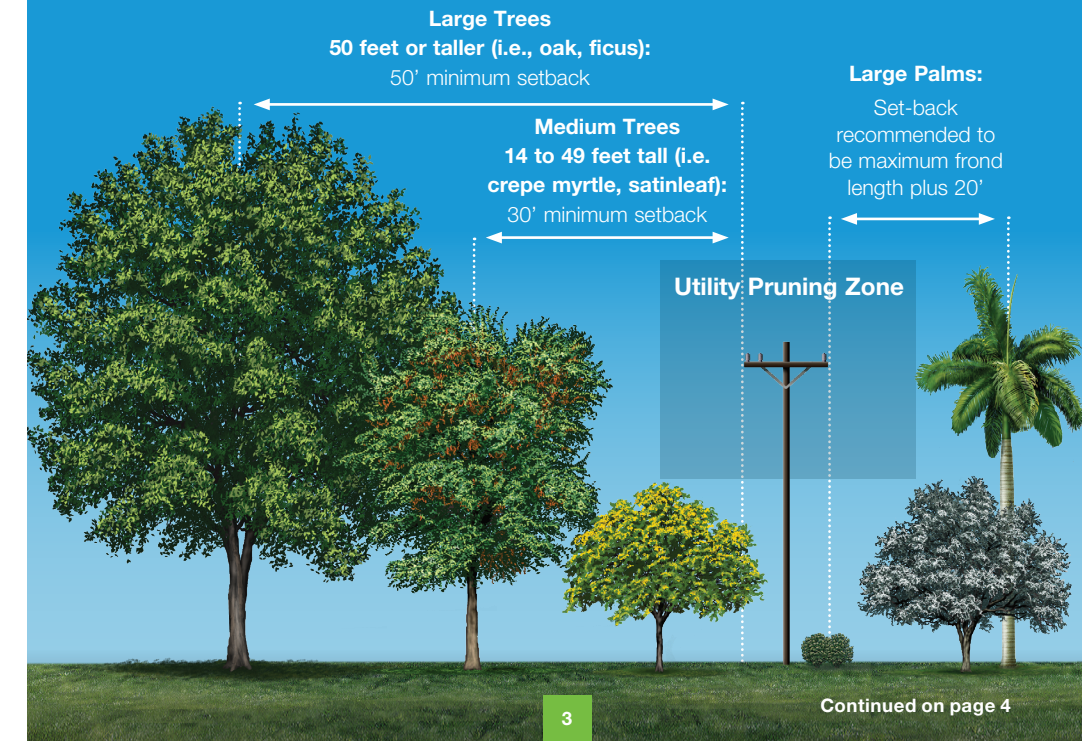 Large Trees
50 feet or taller (i.e., oak, ficus):
50’ minimum setback
Medium Trees
14 to 49 feet tall (i.e.
crepe myrtle, satinleaf):
30’ minimum setback
Large Palms:
Set-back
recommended to
be maximum frond
length plus 20’
Utility Pruning Zone
3
Continued on page 4